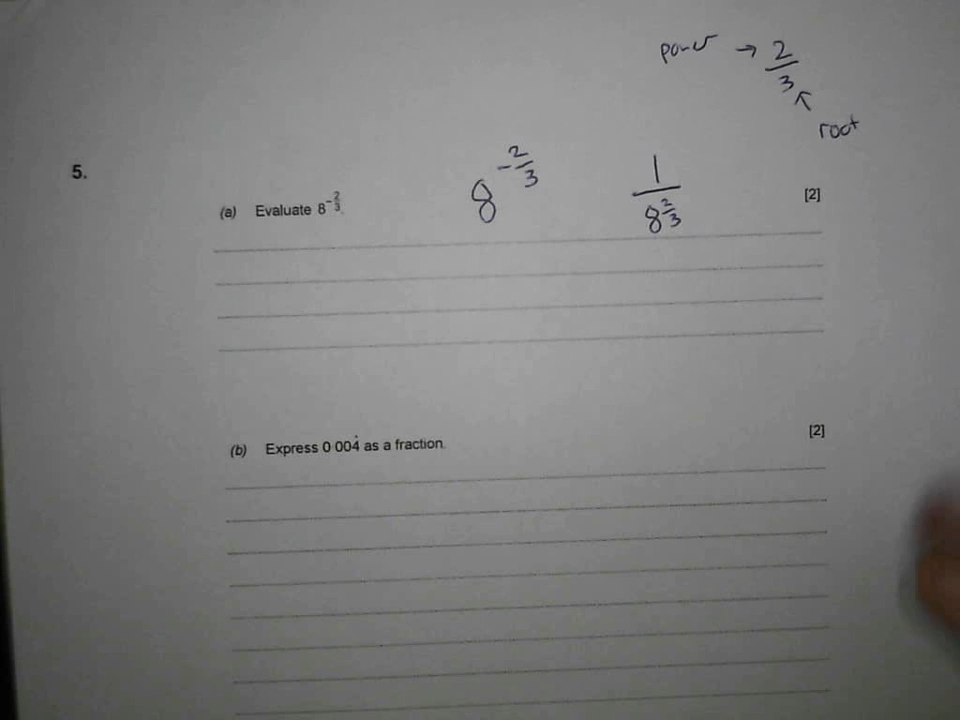 power → 2/3
root
5.
8^-2/3
1/8^2/3
(a) Evaluate 8^-2/3. [2]
(b) Express 0·004̇ as a fraction. [2]